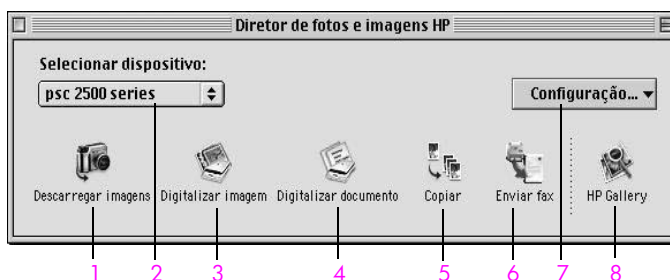 Diretor de fotos e imagens HP
Selecionar dispositivo:
psc 2500 series
Configuração...
Descarregar imagens
Digitalizar imagem
Digitalizar documento
Copiar
Enviar fax
HP Gallery
1 2 3 4 5 6 7 8